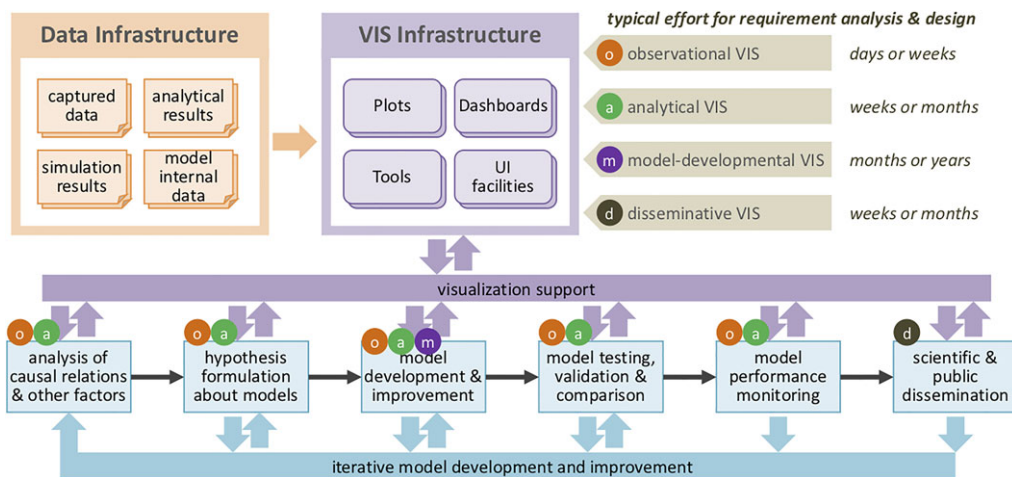 Data Infrastructure
captured
data
analytical
results
simulation
results
model
internal
data
VIS Infrastructure
Plots
Dashboards
Tools
UI
facilities
typical effort for requirement analysis & design
o observational VIS days or weeks
a analytical VIS weeks or months
m model-developmental VIS months or years
d disseminative VIS weeks or months
visualization support
o a
analysis of
causal relations
& other factors
o a
hypothesis
formulation
about models
o a m
model
development &
improvement
o a
model testing,
validation &
comparison
o a
model
performance
monitoring
d
scientific &
public
dissemination
iterative model development and improvement